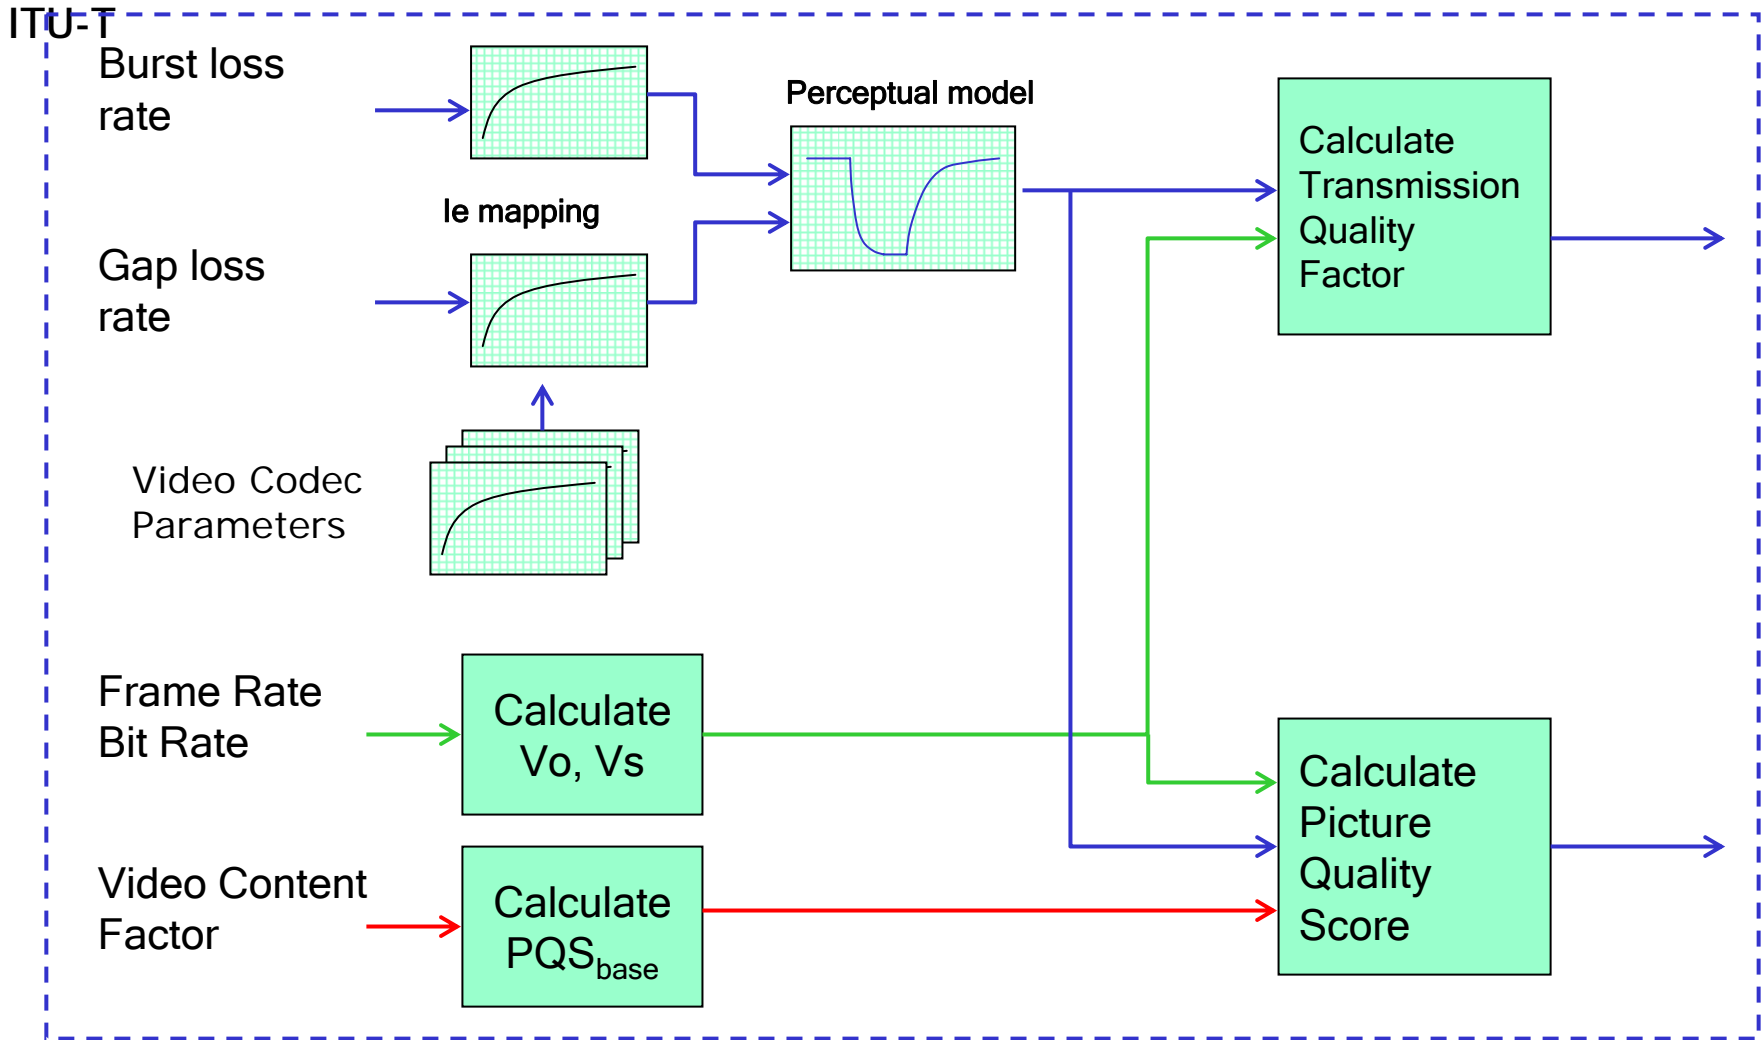 ITU-T
Burst loss
rate
Perceptual model
Calculate
Transmission
Quality
Factor
Ie mapping
Gap loss
rate
Video Codec
Parameters
Frame Rate
Bit Rate
Calculate
Vo, Vs
Calculate
Picture
Quality
Score
Video Content
Factor
Calculate
PQSbase